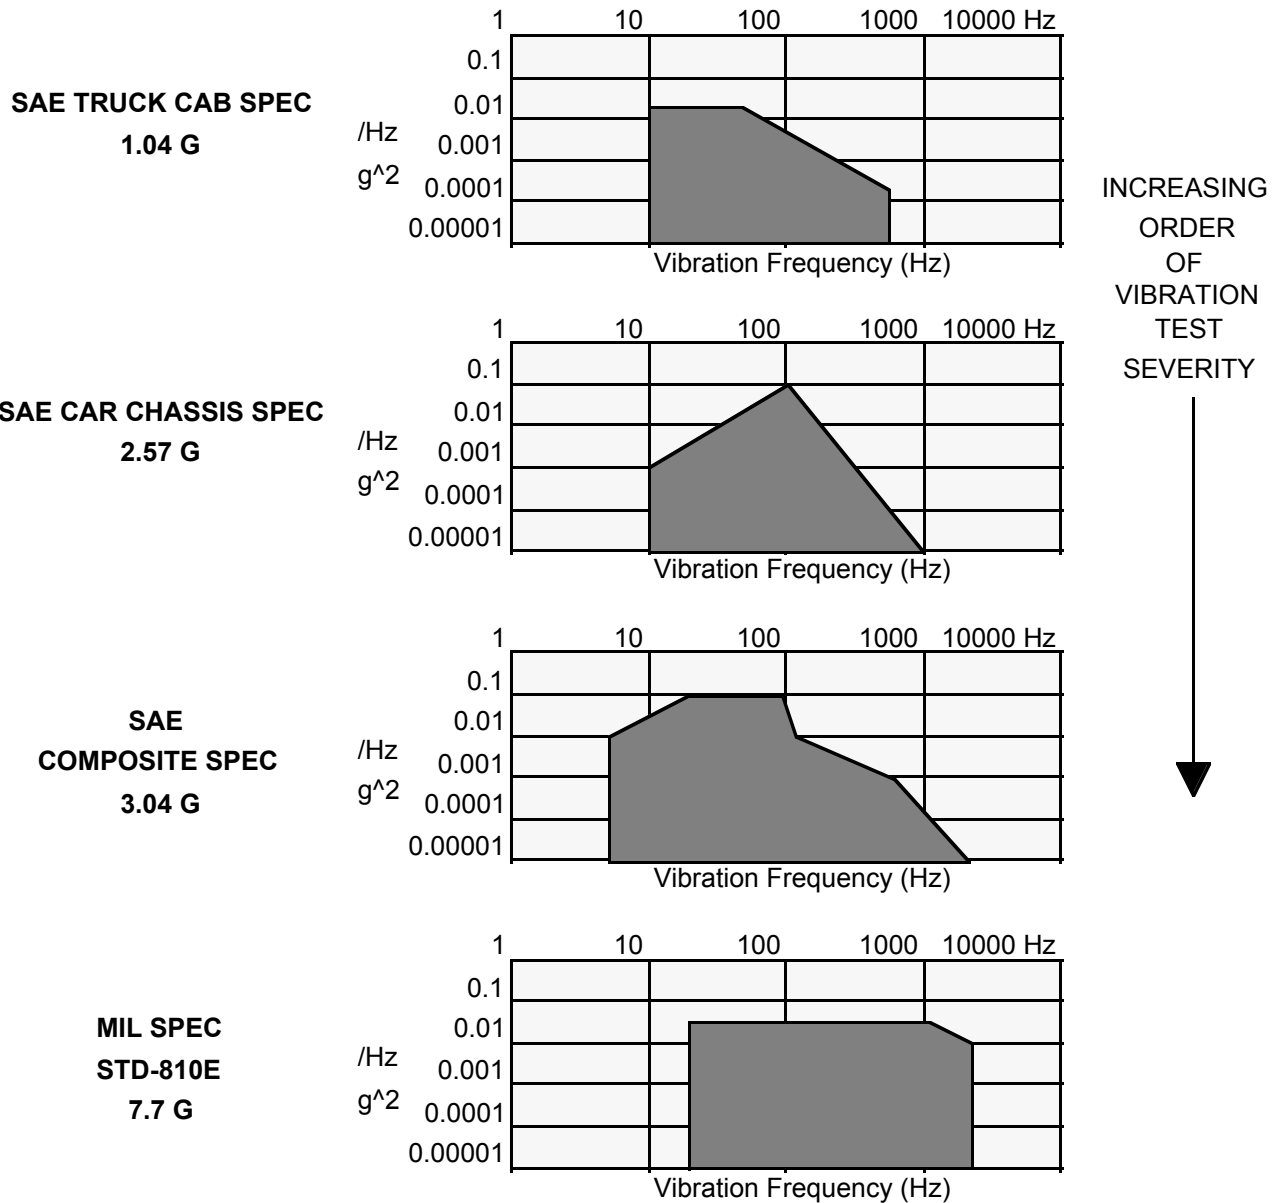 1 10 100 1000 10000 Hz
0.1
SAE TRUCK CAB SPEC
1.04 G
0.01
/Hz
0.001
g^2
0.0001
0.00001
Vibration Frequency (Hz)
INCREASING
ORDER
OF
VIBRATION
TEST
SEVERITY
1 10 100 1000 10000 Hz
0.1
SAE CAR CHASSIS SPEC
2.57 G
0.01
/Hz
0.001
g^2
0.0001
0.00001
Vibration Frequency (Hz)
1 10 100 1000 10000 Hz
0.1
SAE
COMPOSITE SPEC
3.04 G
0.01
/Hz
0.001
g^2
0.0001
0.00001
Vibration Frequency (Hz)
1 10 100 1000 10000 Hz
0.1
MIL SPEC
STD-810E
7.7 G
0.01
/Hz
0.001
g^2
0.0001
0.00001
Vibration Frequency (Hz)